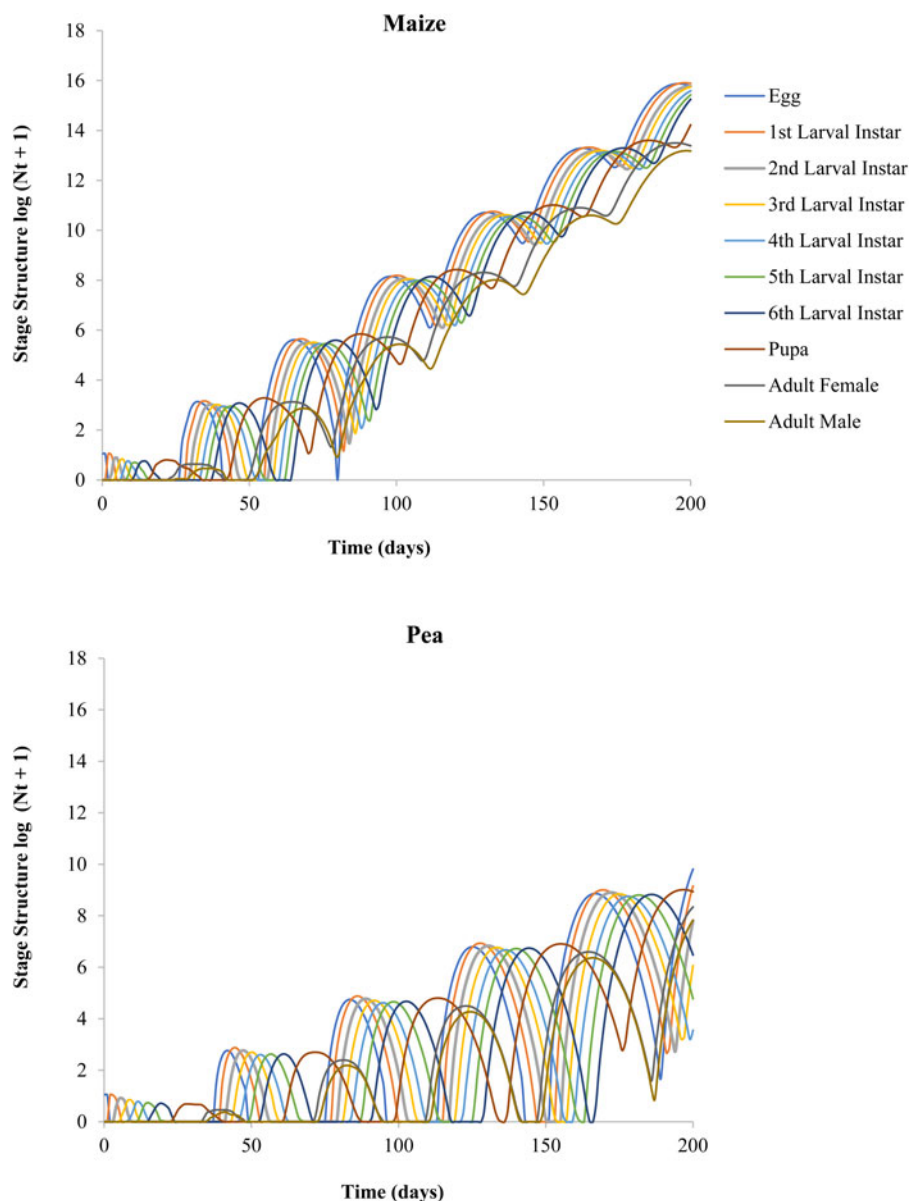 Maize
Stage Structure log (Nt + 1)
18
16
14
12
10
8
6
4
2
0
0 50 100 150 200
Time (days)
Egg
1st Larval Instar
2nd Larval Instar
3rd Larval Instar
4th Larval Instar
5th Larval Instar
6th Larval Instar
Pupa
Adult Female
Adult Male
Pea
Stage Structure log (Nt + 1)
18
16
14
12
10
8
6
4
2
0
0 50 100 150 200
Time (days)